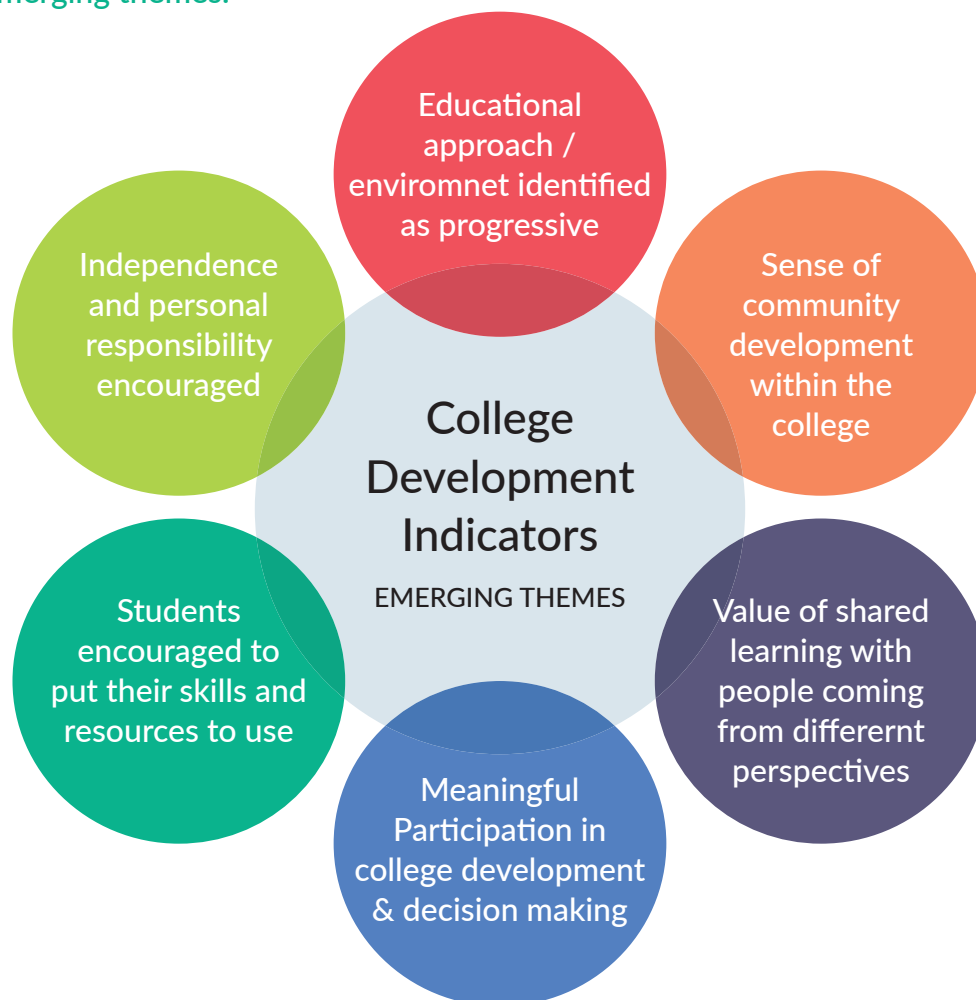 emerging themes.
Educational
approach /
enviromnet identified
as progressive
Independence
and personal
responsibility
encouraged
Sense of
community
development
within the
college
College
Development
Indicators
EMERGING THEMES
Students
encouraged to
put their skills and
resources to use
Value of shared
learning with
people coming
from differernt
perspectives
Meaningful
Participation in
college development
& decision making